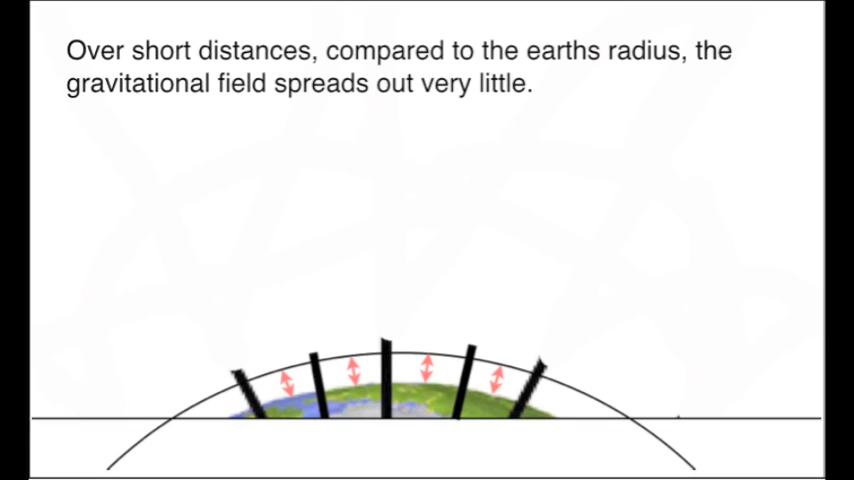 Over short distances, compared to the earths radius, the
gravitational field spreads out very little.